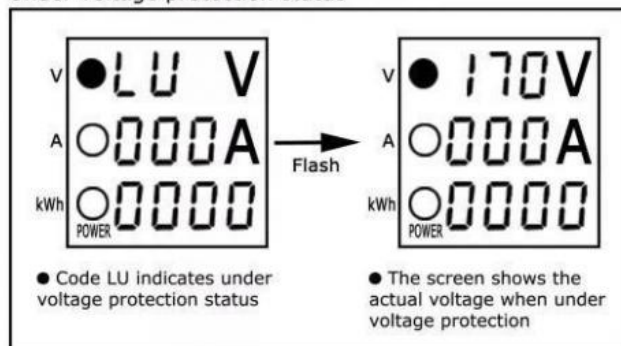 V LU V V 170V
A 000A A 000A
Flash
kWh 0000 kWh 0000
POWER POWER
● Code LU indicates under
voltage protection status
● The screen shows the
actual voltage when under
voltage protection